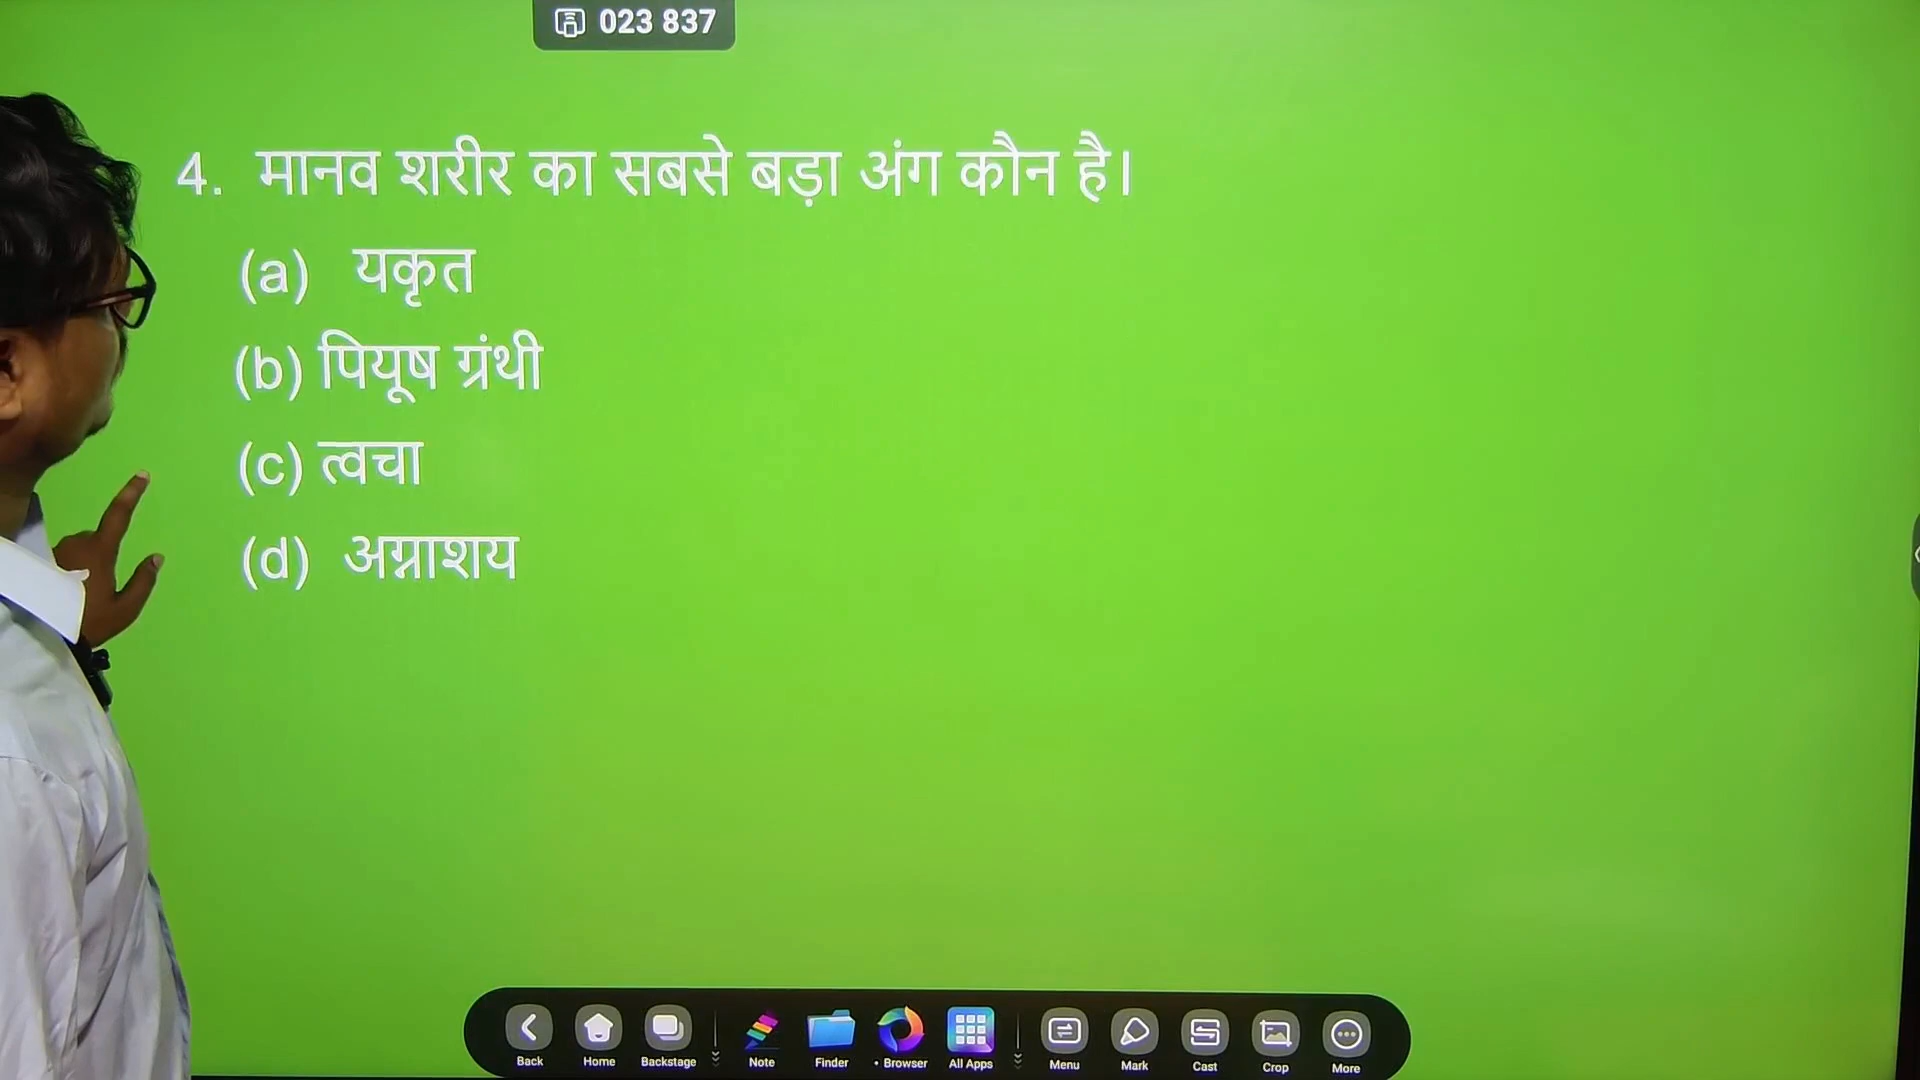 023 837
4. मानव शरीर का सबसे बड़ा अंग कौन है।
(a) यकृत
(b) पियूष ग्रंथी
(c) त्वचा
(d) अग्नाशय
Back Home Backstage Note Finder • Browser All Apps Menu Mark Cast Crop More